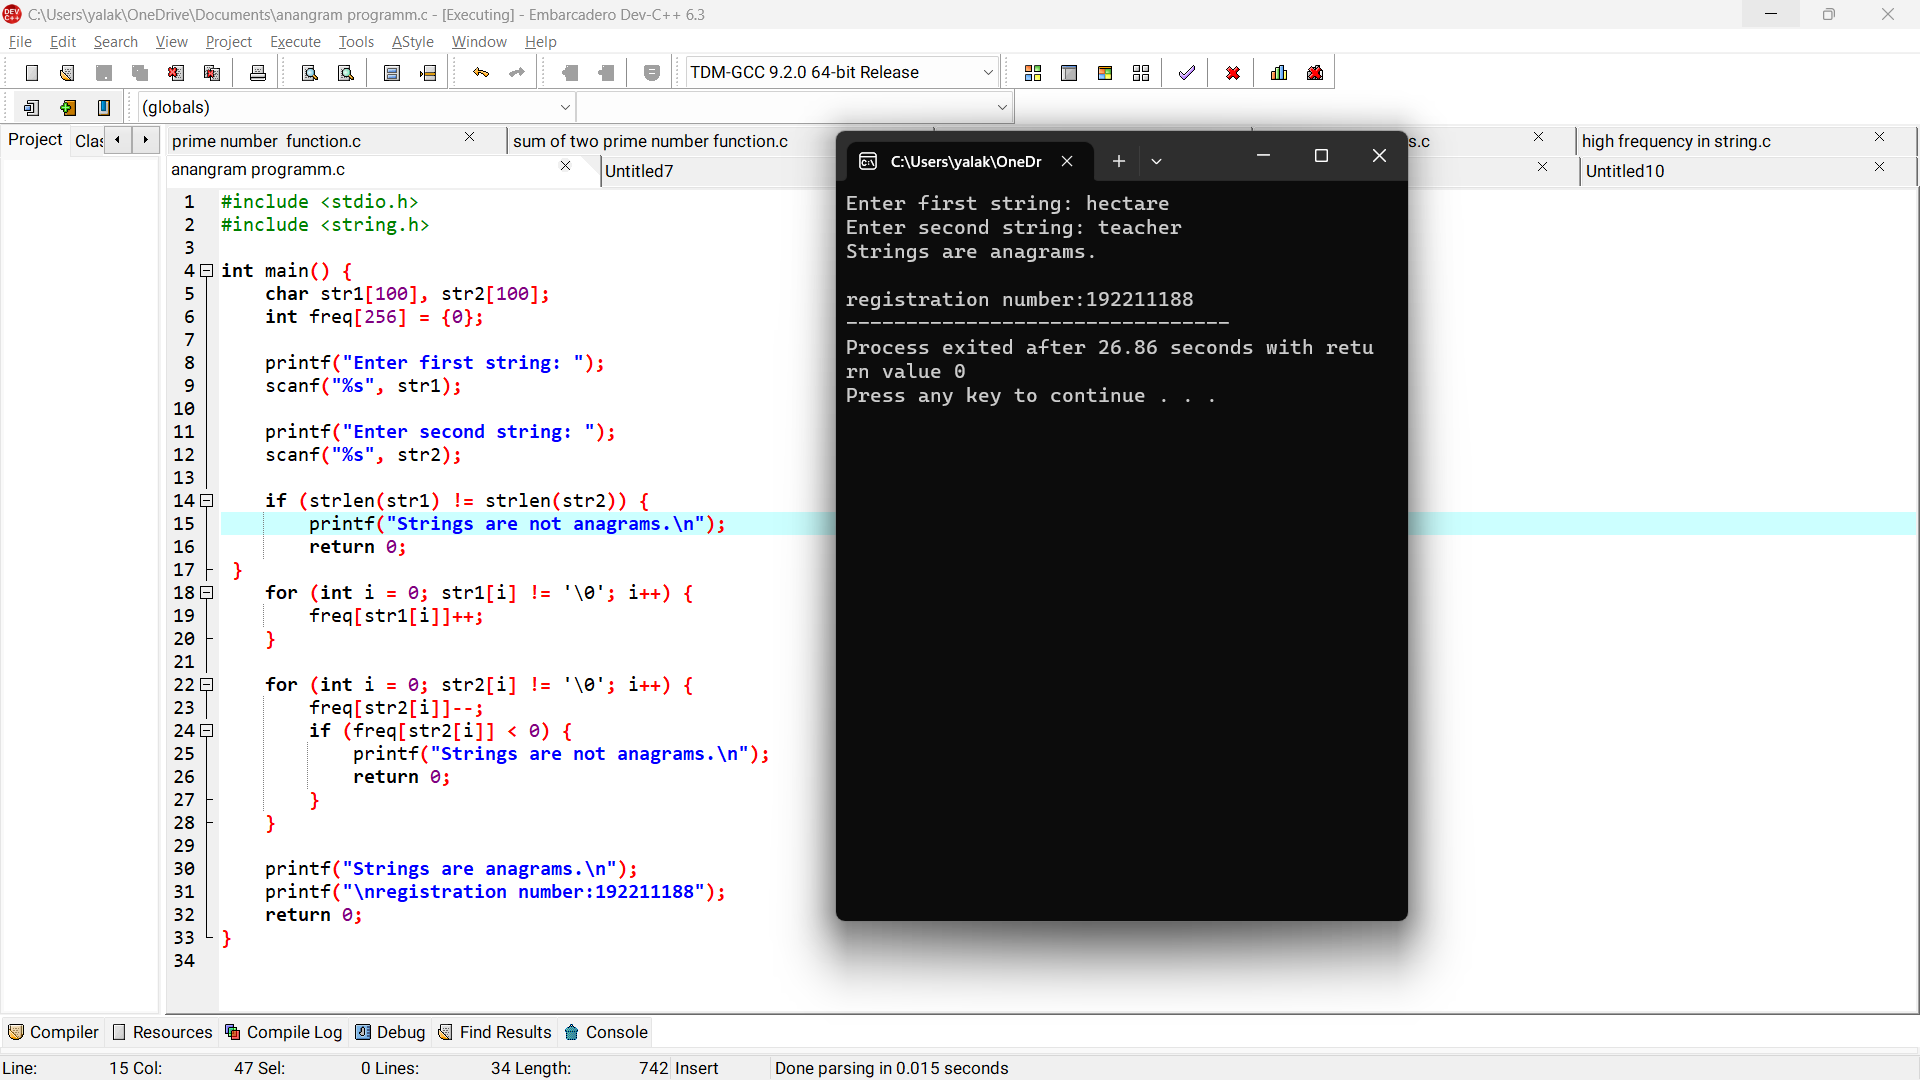 C:\Users\yalak\OneDrive\Documents\anangram programm.c - [Executing] - Embarcadero Dev-C++ 6.3
File Edit Search View Project Execute Tools AStyle Window Help
TDM-GCC 9.2.0 64-bit Release
(globals)
Project Clas prime number function.c sum of two prime number function.c s.c high frequency in string.c
anangram programm.c Untitled7 Untitled10
1 #include <stdio.h>
2 #include <string.h>
3
4 int main() {
5 char str1[100], str2[100];
6 int freq[256] = {0};
7
8 printf("Enter first string: ");
9 scanf("%s", str1);
10
11 printf("Enter second string: ");
12 scanf("%s", str2);
13
14 if (strlen(str1) != strlen(str2)) {
15 printf("Strings are not anagrams.\n");
16 return 0;
17 }
18 for (int i = 0; str1[i] != '\0'; i++) {
19 freq[str1[i]]++;
20 }
21
22 for (int i = 0; str2[i] != '\0'; i++) {
23 freq[str2[i]]--;
24 if (freq[str2[i]] < 0) {
25 printf("Strings are not anagrams.\n");
26 return 0;
27 }
28 }
29
30 printf("Strings are anagrams.\n");
31 printf("\nregistration number:192211188");
32 return 0;
33 }
34
C:\Users\yalak\OneDr
Enter first string: hectare
Enter second string: teacher
Strings are anagrams.
registration number:192211188
--------------------------------
Process exited after 26.86 seconds with retu
rn value 0
Press any key to continue . . .
Compiler Resources Compile Log Debug Find Results Console
Line: 15 Col: 47 Sel: 0 Lines: 34 Length: 742 Insert Done parsing in 0.015 seconds